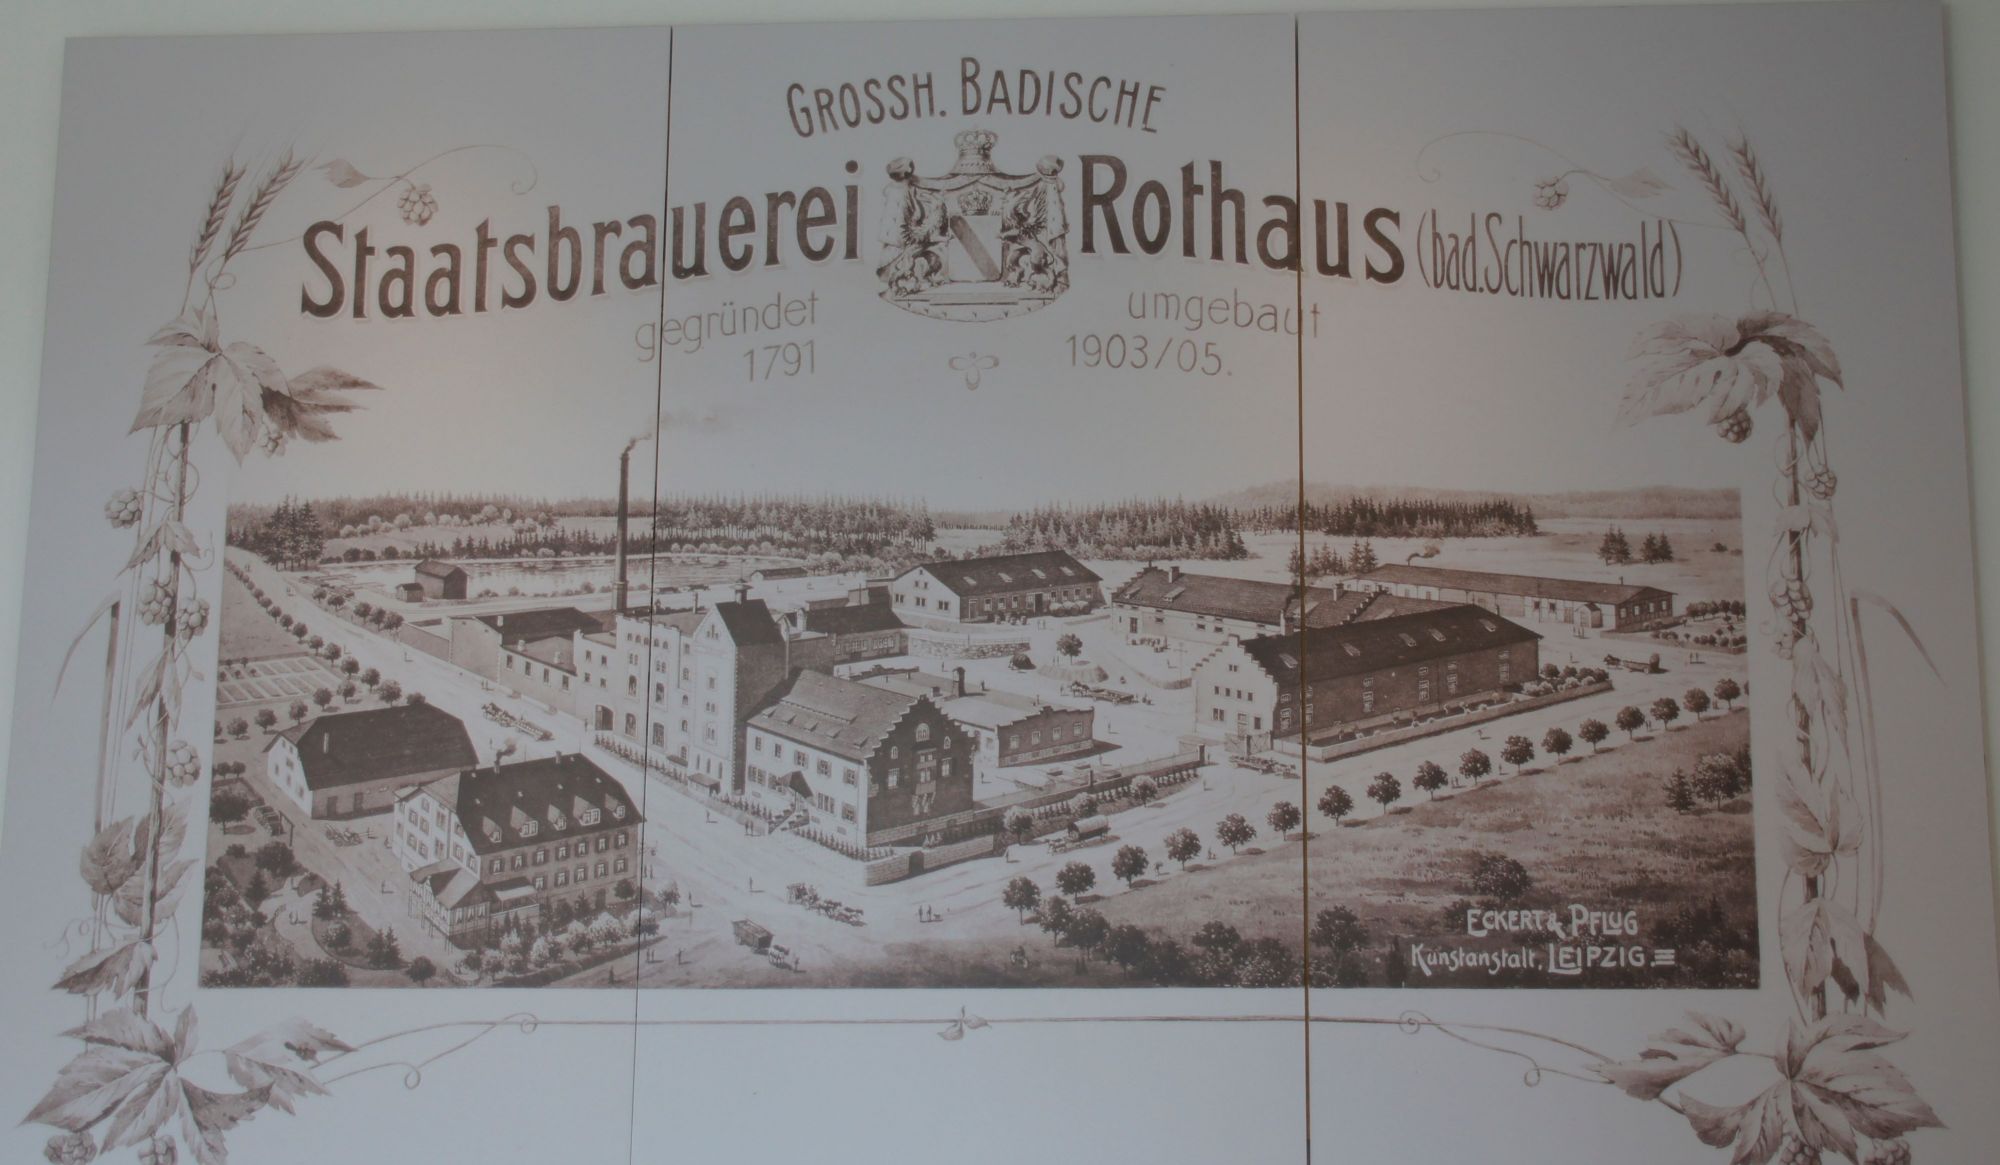 GROSSH. BADISCHE
Staatsbrauerei Rothaus (bad. Schwarzwald)
gegründet umgebaut
1791 1903/05.
ECKERT & PFLUG
Kunstanstalt, LEIPZIG